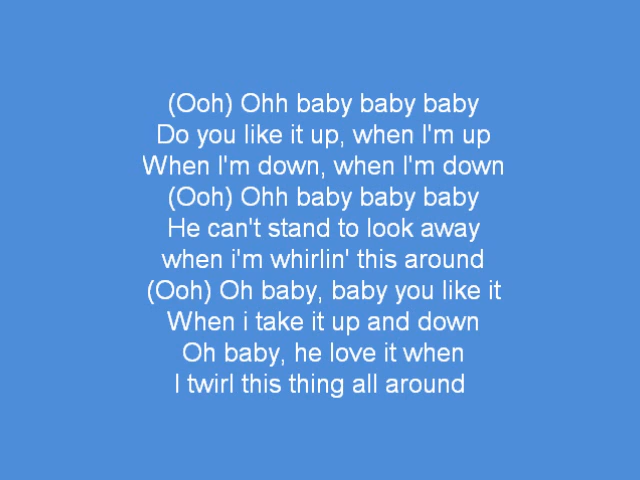 (Ooh) Ohh baby baby baby
Do you like it up, when I'm up
When I'm down, when I'm down
(Ooh) Ohh baby baby baby
He can't stand to look away
when i'm whirlin' this around
(Ooh) Oh baby, baby you like it
When i take it up and down
Oh baby, he love it when
I twirl this thing all around